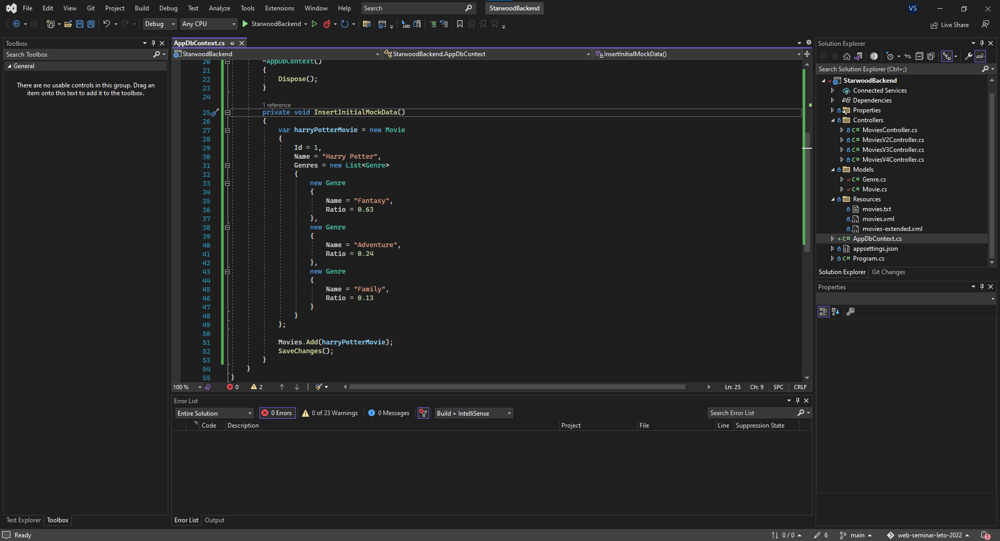 File Edit View Git Project Build Debug Test Analyze Tools Extensions Window Help Search StarwoodBackend VS
Debug Any CPU StarwoodBackend Live Share
Toolbox
Search Toolbox
General
There are no usable controls in this group. Drag an
item onto this text to add it to the toolbox.
Test Explorer Toolbox
AppDbContext.cs
StarwoodBackend StarwoodBackend.AppDbContext InsertInitialMockData()
20 ~AppDbContext()
21 {
22 Dispose();
23 }
24
1 reference
25 private void InsertInitialMockData()
26 {
27 var harryPotterMovie = new Movie
28 {
29 Id = 1,
30 Name = "Harry Potter",
31 Genres = new List<Genre>
32 {
33 new Genre
34 {
35 Name = "Fantasy",
36 Ratio = 0.63
37 },
38 new Genre
39 {
40 Name = "Adventure",
41 Ratio = 0.24
42 },
43 new Genre
44 {
45 Name = "Family",
46 Ratio = 0.13
47 }
48 }
49 };
50
51 Movies.Add(harryPotterMovie);
52 SaveChanges();
53 }
54 }
55 }
100 % 0 2 Ln: 25 Ch: 9 SPC CRLF
Error List
Entire Solution 0 Errors 0 of 23 Warnings 0 Messages Build + IntelliSense Search Error List
Code Description Project File Line Suppression State
Error List Output
Solution Explorer
Search Solution Explorer (Ctrl+;)
StarwoodBackend
Connected Services
Dependencies
Properties
Controllers
C# MoviesController.cs
C# MoviesV2Controller.cs
C# MoviesV3Controller.cs
C# MoviesV4Controller.cs
Models
C# Genre.cs
C# Movie.cs
Resources
movies.txt
movies.xml
movies-extended.xml
C# AppDbContext.cs
appsettings.json
C# Program.cs
Solution Explorer Git Changes
Properties
Ready 0 / 0 6 main web-seminar-leto-2022 1